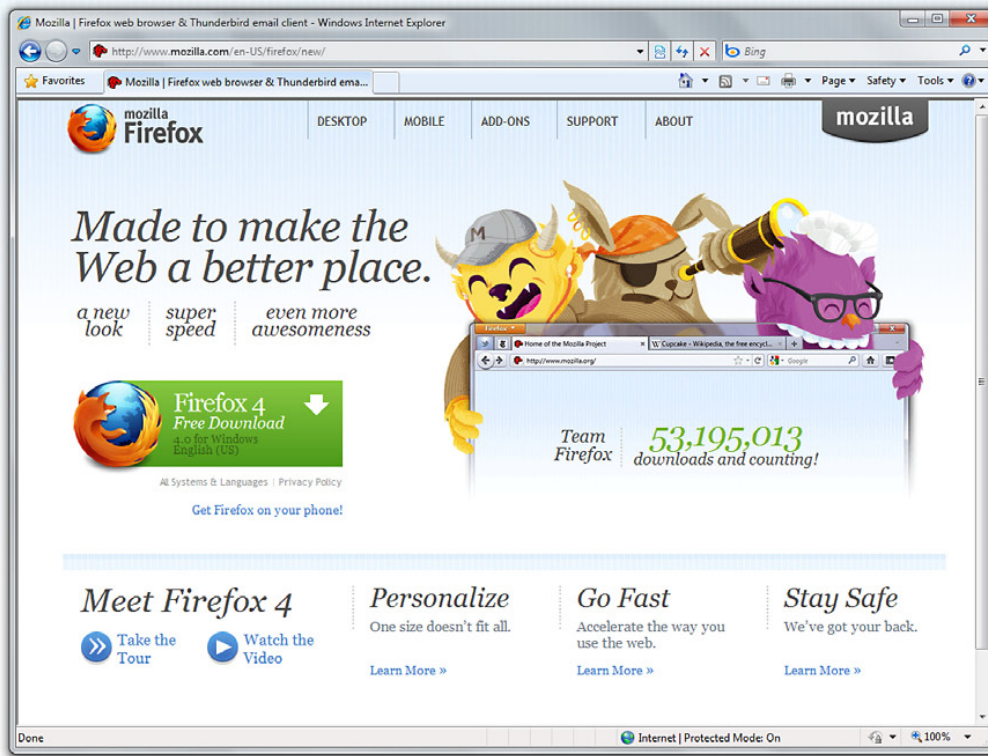 Mozilla | Firefox web browser & Thunderbird email client - Windows Internet Explorer
http://www.mozilla.com/en-US/firefox/new/
Bing
Favorites
Mozilla | Firefox web browser & Thunderbird ema...
Page
Safety
Tools
mozilla
Firefox
DESKTOP
MOBILE
ADD-ONS
SUPPORT
ABOUT
mozilla
Made to make the
Web a better place.
a new
look
super
speed
even more
awesomeness
M
Firefox
Home of the Mozilla Project
W Cupcake - Wikipedia, the free encycl...
http://www.mozilla.org/
Google
Firefox 4
Free Download
4.0 for Windows
English (US)
All Systems & Languages | Privacy Policy
Get Firefox on your phone!
Team
Firefox
53,195,013
downloads and counting!
Meet Firefox 4
Take the
Tour
Watch the
Video
Personalize
One size doesn't fit all.
Learn More »
Go Fast
Accelerate the way you
use the web.
Learn More »
Stay Safe
We've got your back.
Learn More »
Done
Internet | Protected Mode: On
100%